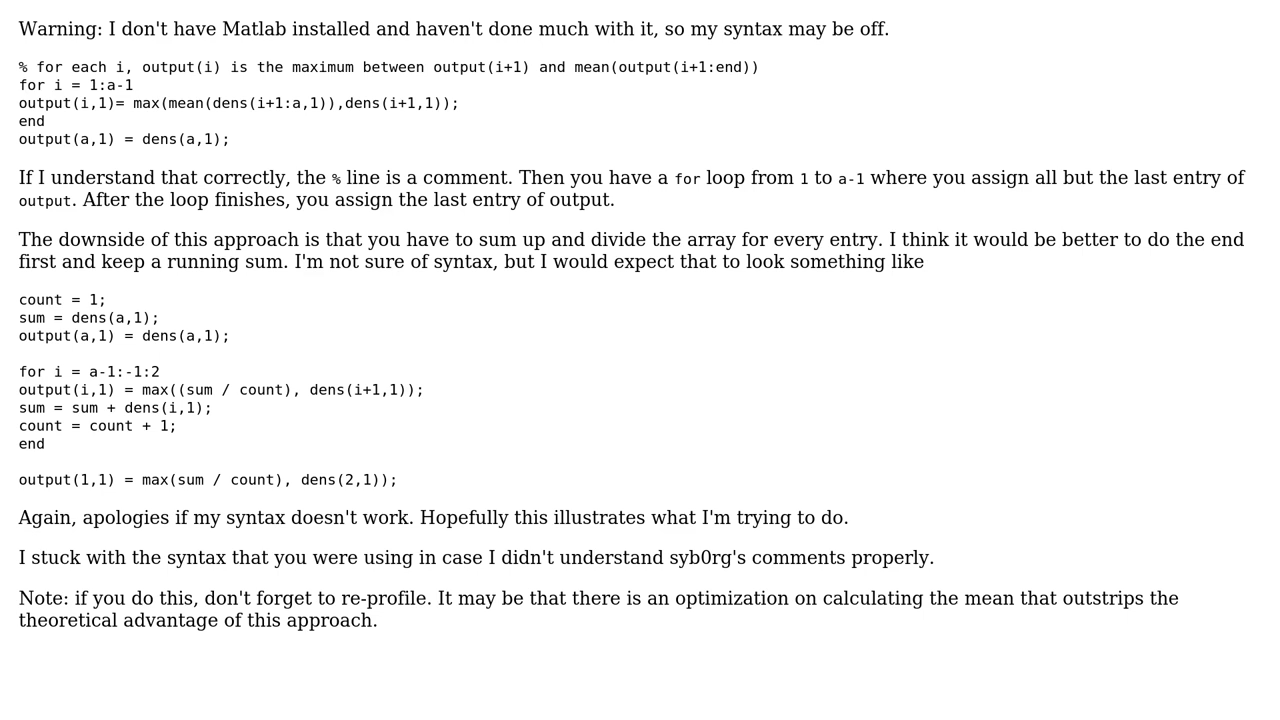 Warning: I don't have Matlab installed and haven't done much with it, so my syntax may be off.
% for each i, output(i) is the maximum between output(i+1) and mean(output(i+1:end))
for i = 1:a-1
output(i,1)= max(mean(dens(i+1:a,1)),dens(i+1,1));
end
output(a,1) = dens(a,1);
If I understand that correctly, the % line is a comment. Then you have a for loop from 1 to a-1 where you assign all but the last entry of
output. After the loop finishes, you assign the last entry of output.
The downside of this approach is that you have to sum up and divide the array for every entry. I think it would be better to do the end
first and keep a running sum. I'm not sure of syntax, but I would expect that to look something like
count = 1;
sum = dens(a,1);
output(a,1) = dens(a,1);
for i = a-1:-1:2
output(i,1) = max((sum / count), dens(i+1,1));
sum = sum + dens(i,1);
count = count + 1;
end
output(1,1) = max(sum / count), dens(2,1));
Again, apologies if my syntax doesn't work. Hopefully this illustrates what I'm trying to do.
I stuck with the syntax that you were using in case I didn't understand syb0rg's comments properly.
Note: if you do this, don't forget to re-profile. It may be that there is an optimization on calculating the mean that outstrips the
theoretical advantage of this approach.